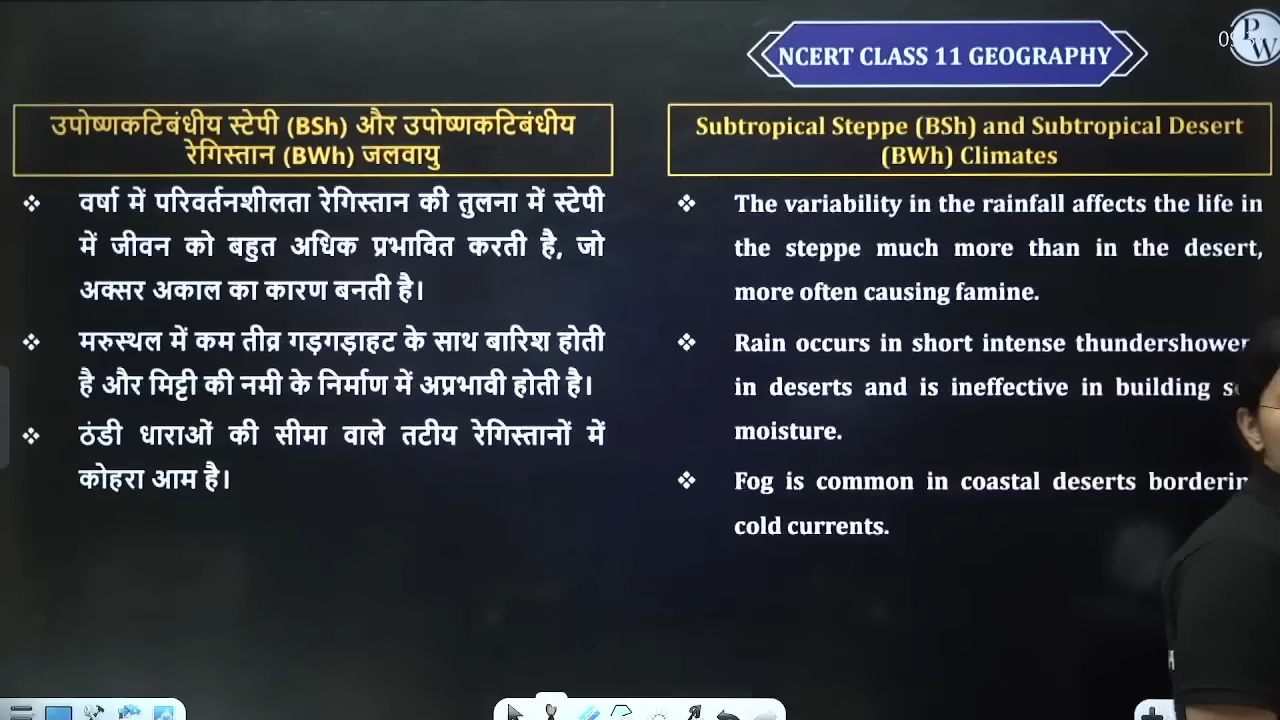 NCERT CLASS 11 GEOGRAPHY
PW
उपोष्णकटिबंधीय स्टेपी (BSh) और उपोष्णकटिबंधीय
रेगिस्तान (BWh) जलवायु
❖ वर्षा में परिवर्तनशीलता रेगिस्तान की तुलना में स्टेपी
में जीवन को बहुत अधिक प्रभावित करती है, जो
अक्सर अकाल का कारण बनती है।
❖ मरुस्थल में कम तीव्र गड़गड़ाहट के साथ बारिश होती
है और मिट्टी की नमी के निर्माण में अप्रभावी होती है।
❖ ठंडी धाराओं की सीमा वाले तटीय रेगिस्तानों में
कोहरा आम है।
Subtropical Steppe (BSh) and Subtropical Desert
(BWh) Climates
❖ The variability in the rainfall affects the life in
the steppe much more than in the desert,
more often causing famine.
❖ Rain occurs in short intense thundershower
in deserts and is ineffective in building
moisture.
❖ Fog is common in coastal deserts
cold currents.